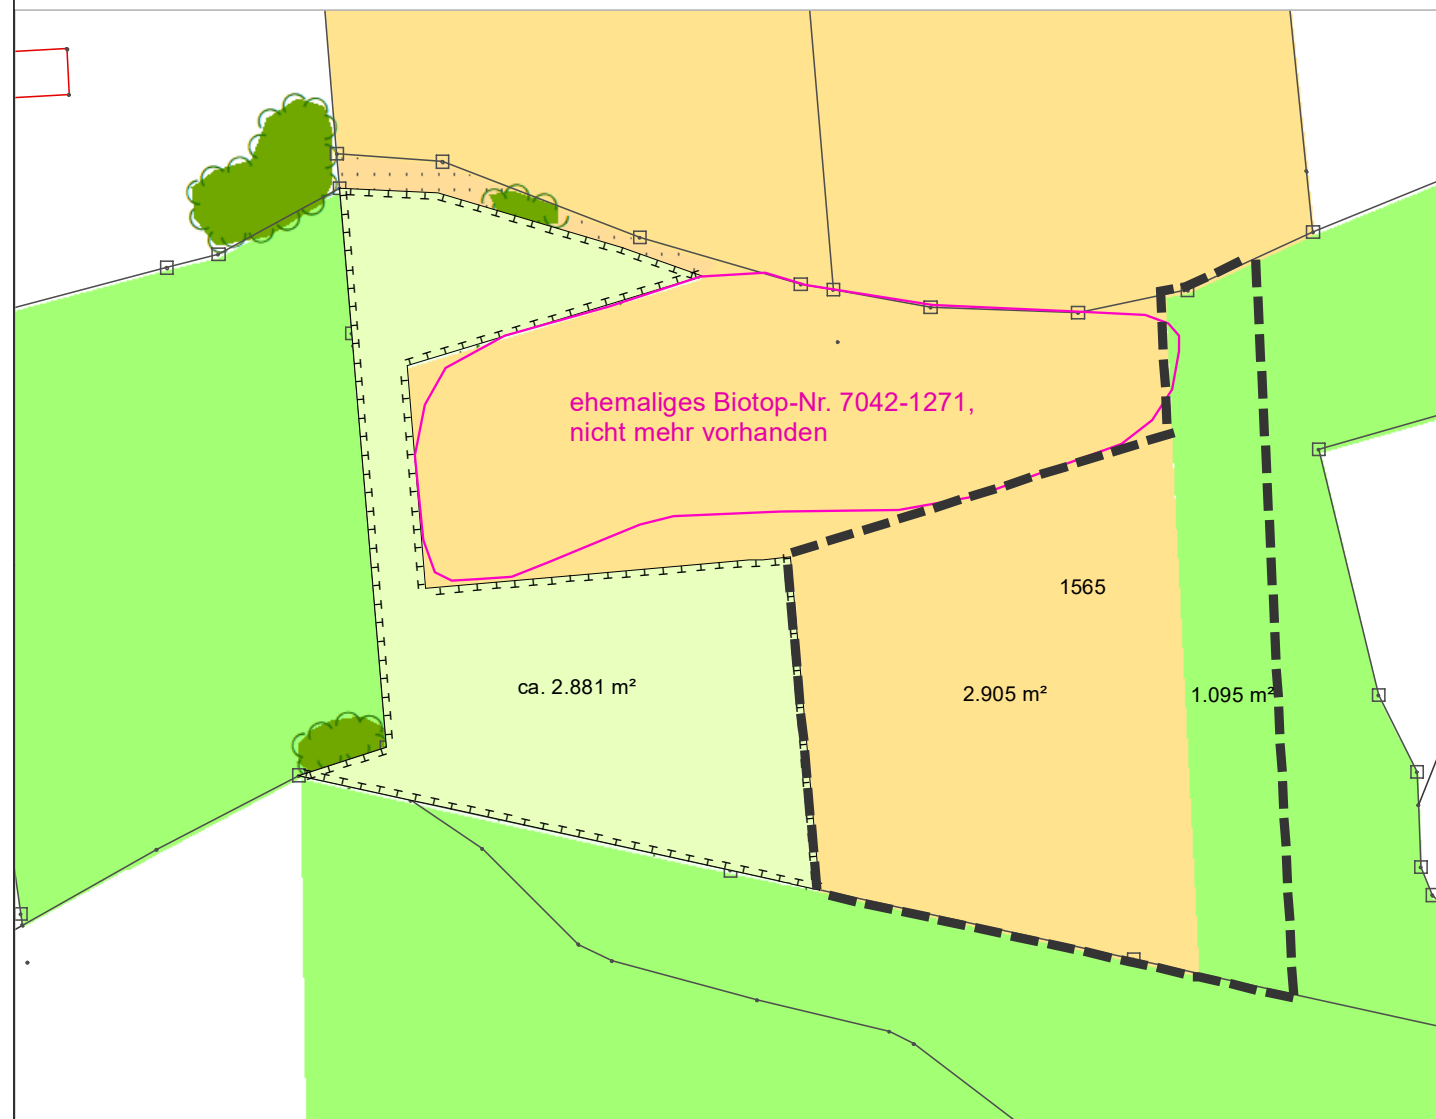 ehemaliges Biotop-Nr. 7042-1271,
nicht mehr vorhanden
1565
ca. 2.881 m²
2.905 m²
1.095 m²